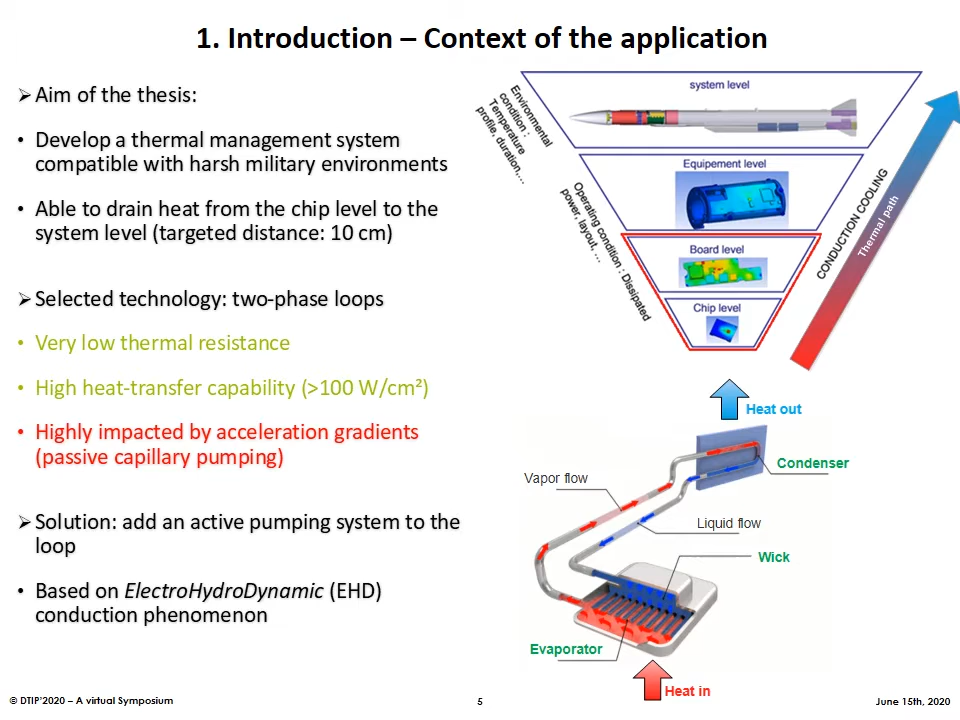 1. Introduction – Context of the application
➢ Aim of the thesis:
• Develop a thermal management system
compatible with harsh military environments
• Able to drain heat from the chip level to the
system level (targeted distance: 10 cm)
➢ Selected technology: two-phase loops
• Very low thermal resistance
• High heat-transfer capability (>100 W/cm²)
• Highly impacted by acceleration gradients
(passive capillary pumping)
➢ Solution: add an active pumping system to the
loop
• Based on ElectroHydroDynamic (EHD)
conduction phenomenon
system level
Environmental
condition :
Temperature
profile, duration,…
Equipement level
Operating condition : Dissipated
power, layout, …
Board level
Chip level
CONDUCTION COOLING
Thermal path
Heat out
Condenser
Vapor flow
Liquid flow
Wick
Evaporator
Heat in
© DTIP'2020 – A virtual Symposium
5
June 15th, 2020